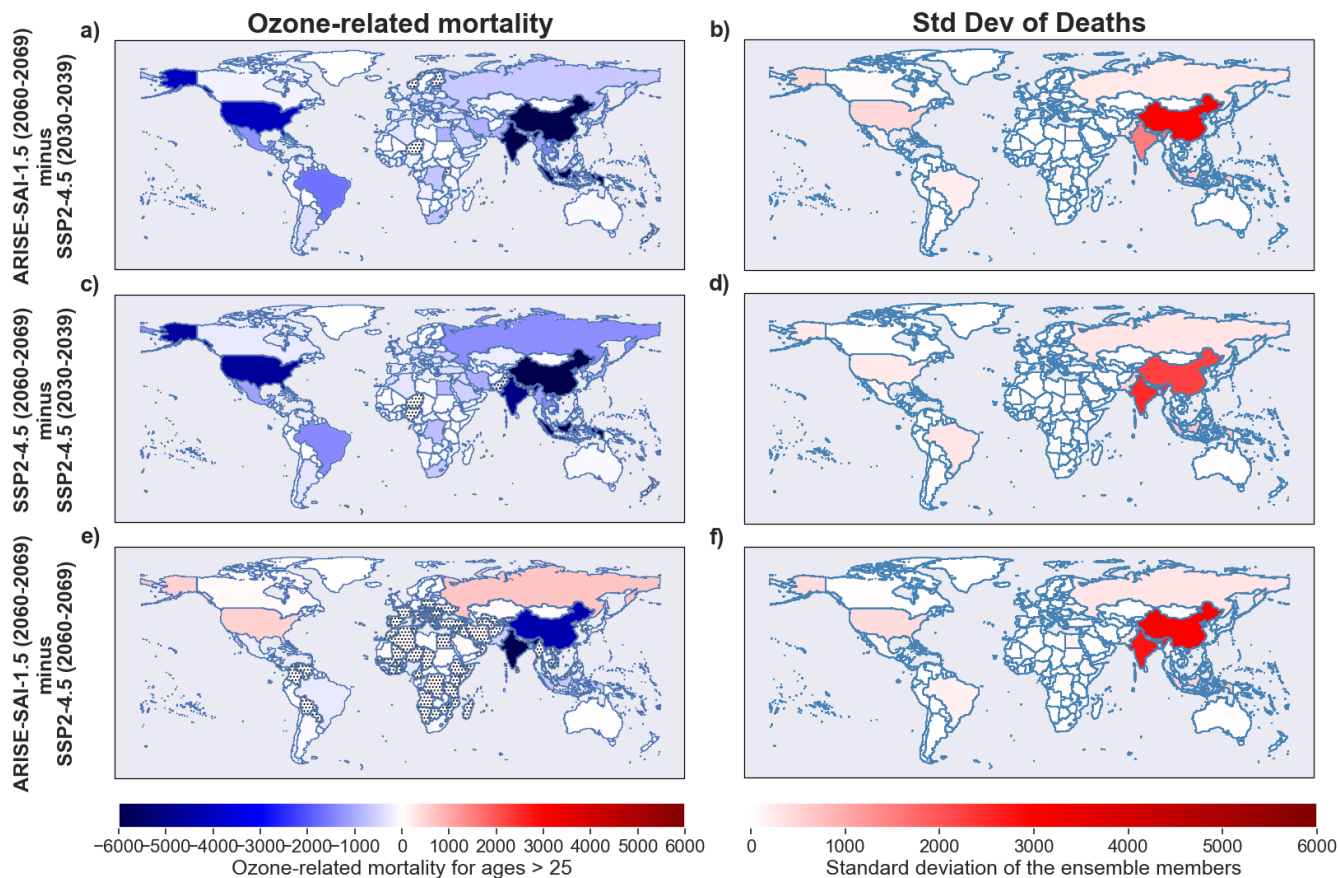 Ozone-related mortality
Std Dev of Deaths
a)
b)
ARISE-SAI-1.5 (2060-2069)
minus
SSP2-4.5 (2030-2039)
c)
d)
SSP2-4.5 (2060-2069)
minus
SSP2-4.5 (2030-2039)
e)
f)
ARISE-SAI-1.5 (2060-2069)
minus
SSP2-4.5 (2060-2069)
−6000 −5000 −4000 −3000 −2000 −1000 0 1000 2000 3000 4000 5000 6000
Ozone-related mortality for ages > 25
0 1000 2000 3000 4000 5000 6000
Standard deviation of the ensemble members